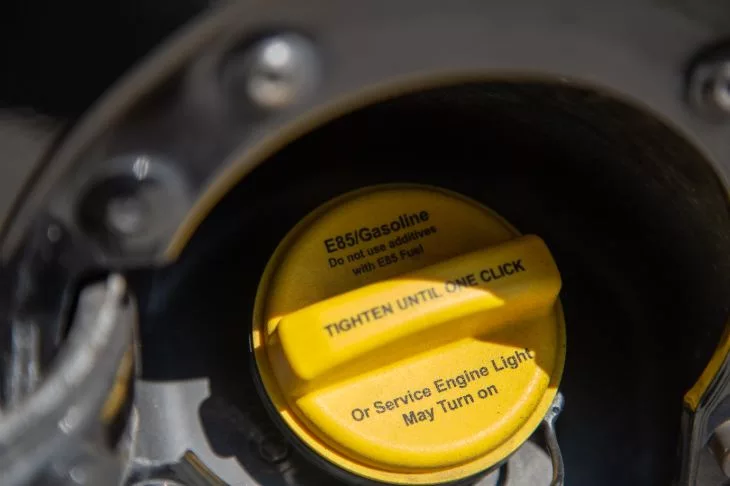 E85/Gasoline
Do not use additives
with E85 Fuel
TIGHTEN UNTIL ONE CLICK
Or Service Engine Light
May Turn on